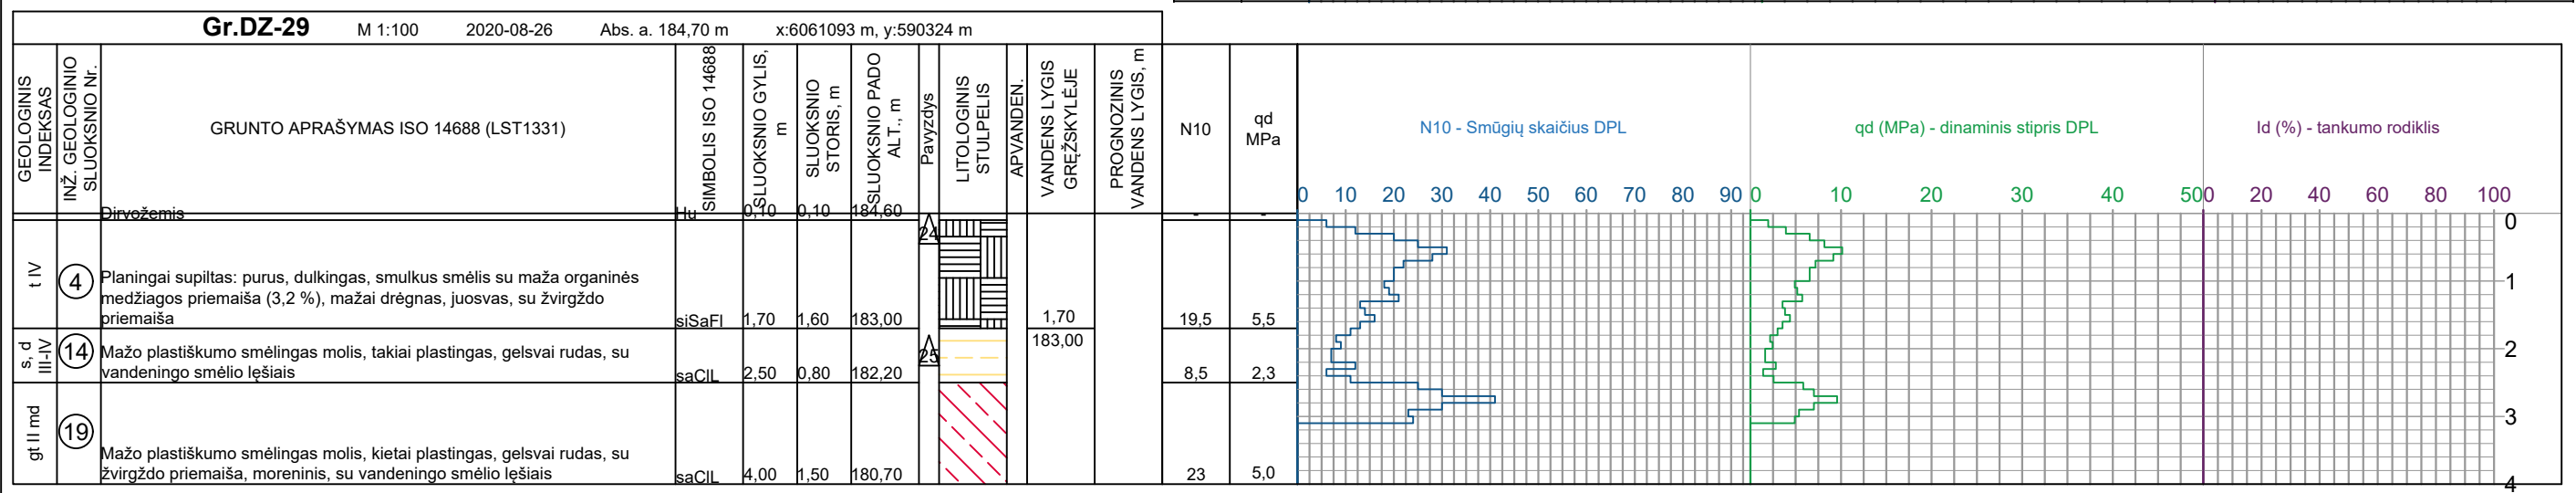 Gr.DZ-29 M 1:100 2020-08-26 Abs. a. 184,70 m x:6061093 m, y:590324 m
GEOLOGINIS
INDEKSAS
INŽ. GEOLOGINIO
SLUOKSNIO Nr.
GRUNTO APRAŠYMAS ISO 14688 (LST1331)
SIMBOLIS ISO 14688
SLUOKSNIO GYLIS,
m
SLUOKSNIO
STORIS, m
SLUOKSNIO PADO
ALT., m
Pavyzdys
LITOLOGINIS
STULPELIS
APVANDEN.
VANDENS LYGIS
GRĘŽSKYLĖJE
PROGNOZINIS
VANDENS LYGIS, m
N10
qd
MPa
N10 - Smūgių skaičius DPL
qd (MPa) - dinaminis stipris DPL
Id (%) - tankumo rodiklis
0 10 20 30 40 50 60 70 80 90
0 10 20 30 40 50
0 20 40 60 80 100
Dirvožemis Hu 0,10 0,10 184,60 - -
24
t IV
4
Planingai supiltas: purus, dulkingas, smulkus smėlis su maža organinės
medžiagos priemaiša (3,2 %), mažai drėgnas, juosvas, su žvirgždo
priemaiša
siSaFl 1,70 1,60 183,00 1,70 19,5 5,5
183,00
s, d
III-IV
14
Mažo plastiškumo smėlingas molis, takiai plastingas, gelsvai rudas, su
vandeningo smėlio lęšiais
saClL 2,50 0,80 182,20 25 8,5 2,3
gt II md
19
Mažo plastiškumo smėlingas molis, kietai plastingas, gelsvai rudas, su
žvirgždo priemaiša, moreninis, su vandeningo smėlio lęšiais
saClL 4,00 1,50 180,70 23 5,0
0
1
2
3
4